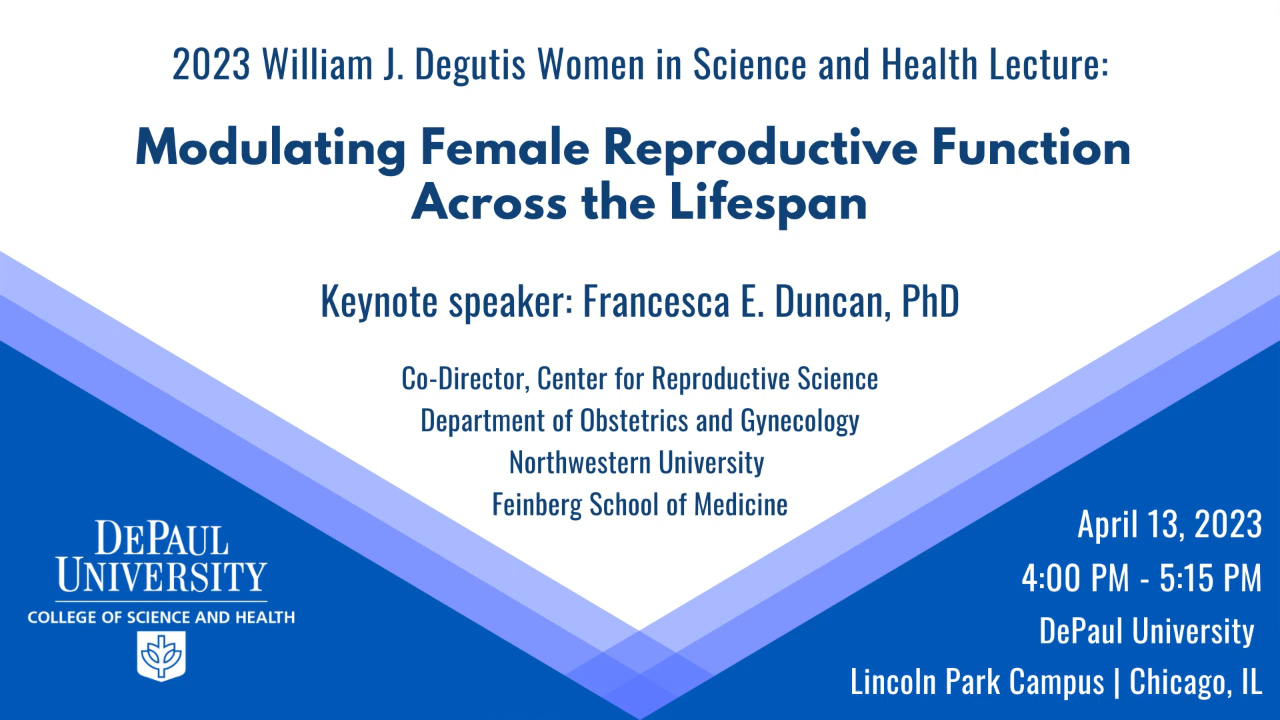 2023 William J. Degutis Women in Science and Health Lecture:
Modulating Female Reproductive Function
Across the Lifespan
Keynote speaker: Francesca E. Duncan, PhD
Co-Director, Center for Reproductive Science
Department of Obstetrics and Gynecology
Northwestern University
Feinberg School of Medicine
DEPAUL
UNIVERSITY
COLLEGE OF SCIENCE AND HEALTH
April 13, 2023
4:00 PM - 5:15 PM
DePaul University
Lincoln Park Campus | Chicago, IL